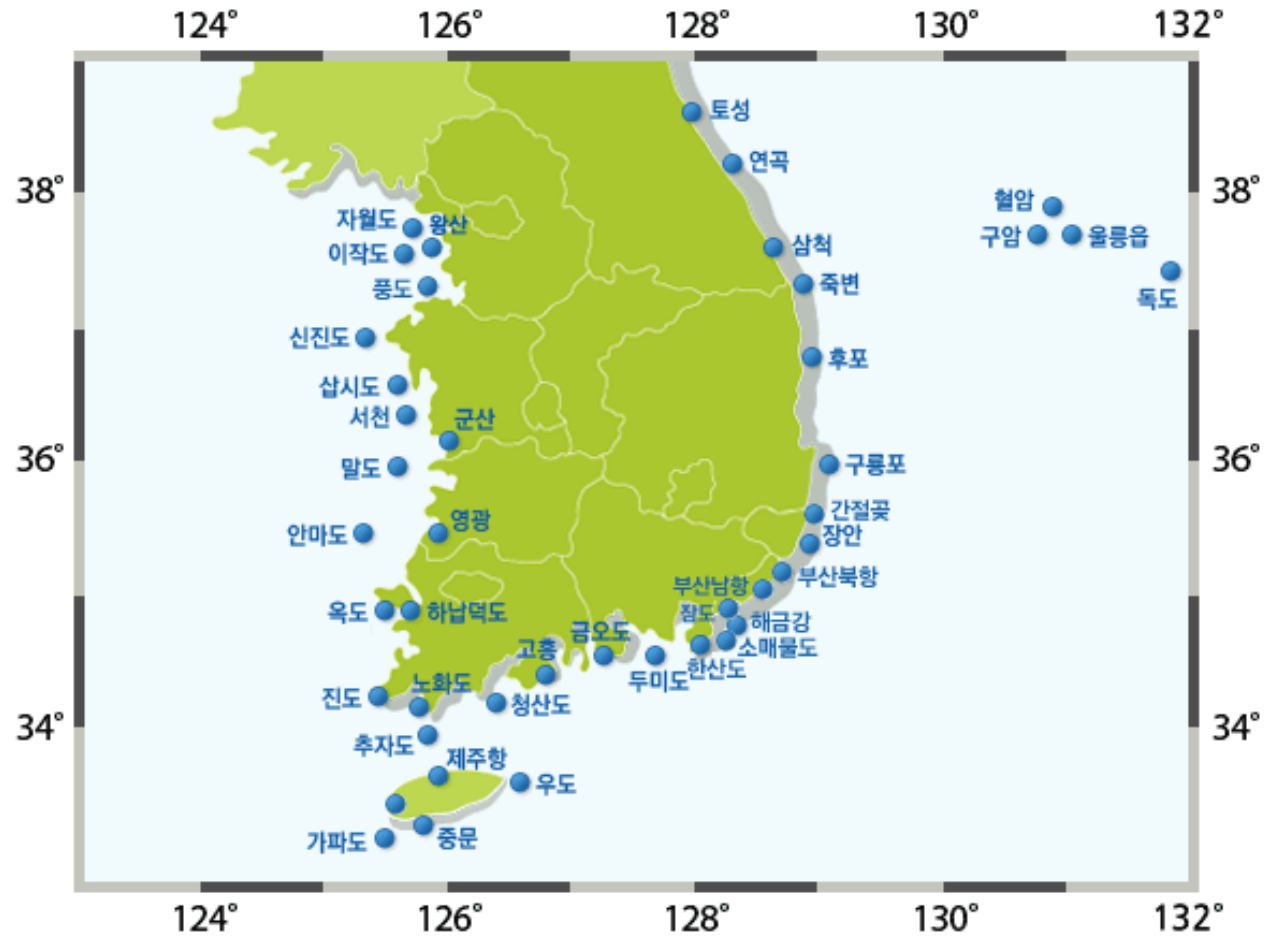 124° 126° 128° 130° 132°
토성
연곡
38° 38°
혈암
자월도 왕산
구암 울릉읍
이작도
삼척
풍도
죽변
독도
신진도
후포
삽시도
서천 군산
36° 36°
말도
구룡포
간절곶
영광
안마도
장안
부산북항
부산남항
옥도 하납덕도
잠도
해금강
금오도
소매물도
고흥
한산도
두미도
노화도
진도
청산도
34° 34°
추자도
제주항
우도
가파도 중문
124° 126° 128° 130° 132°